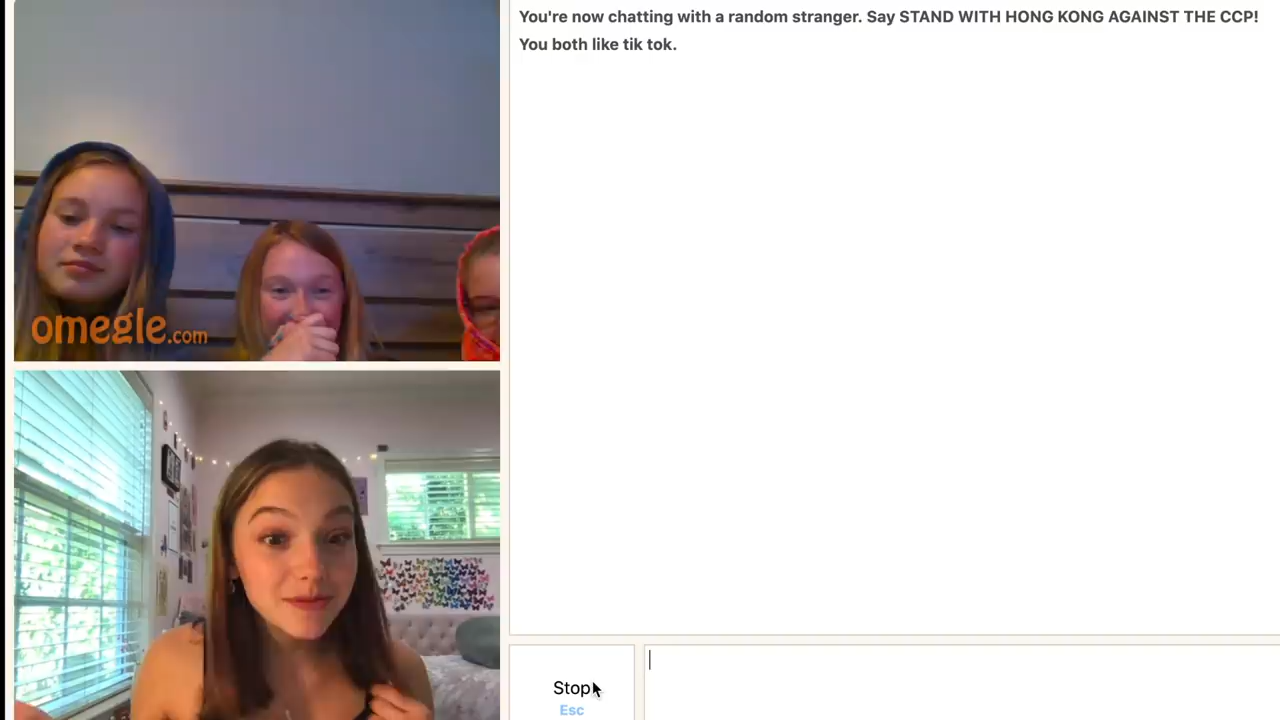 You're now chatting with a random stranger. Say STAND WITH HONG KONG AGAINST THE CCP!
You both like tik tok.
omegle.com
Stop
Esc